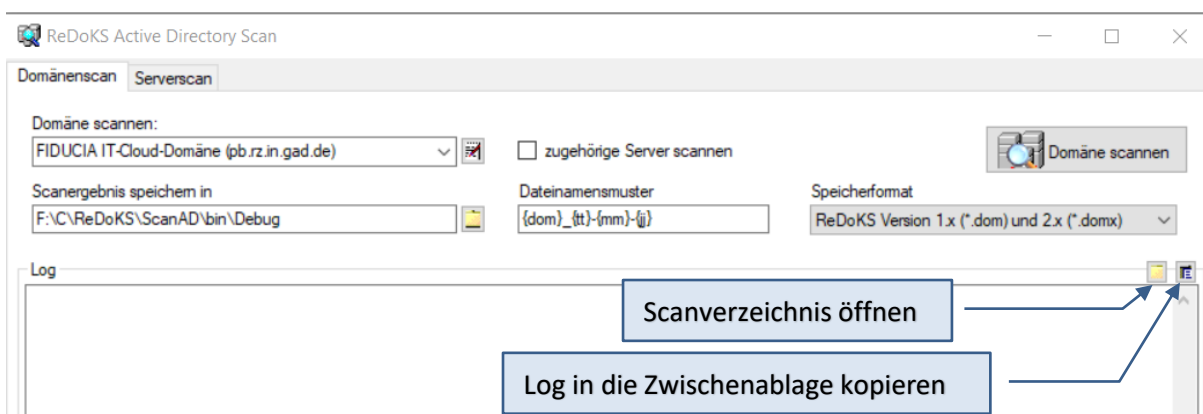 ReDoKS Active Directory Scan
Domänenscan Serverscan
Domäne scannen:
FIDUCIA IT-Cloud-Domäne (pb.rz.in.gad.de) zugehörige Server scannen Domäne scannen
Scanergebnis speichern in Dateinamensmuster Speicherformat
F:\C\ReDoKS\ScanAD\bin\Debug {dom}_{tt}-{mm}-{jj} ReDoKS Version 1.x (*.dom) und 2.x (*.domx)
Log
Scanverzeichnis öffnen
Log in die Zwischenablage kopieren